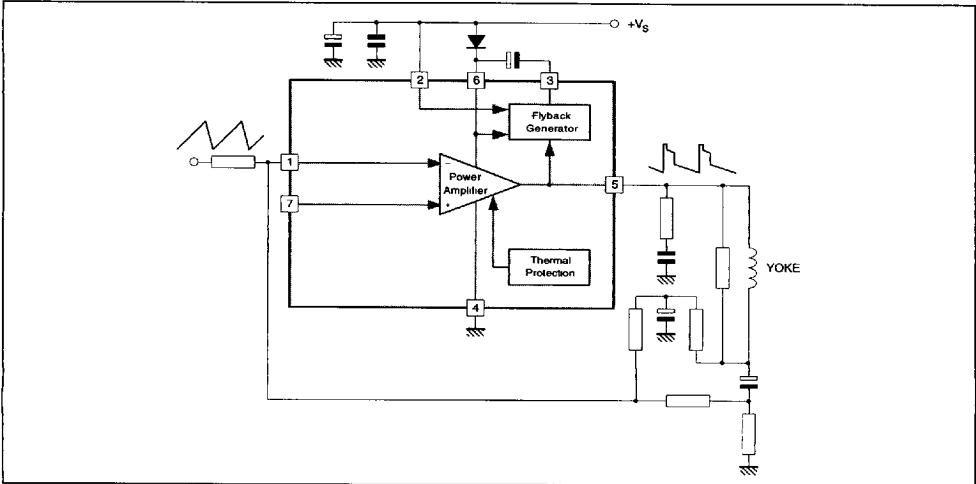 +VS
2
6
3
Flyback
Generator
1
−
Power
Amplifier
5
7
+
YOKE
Thermal
Protection
4